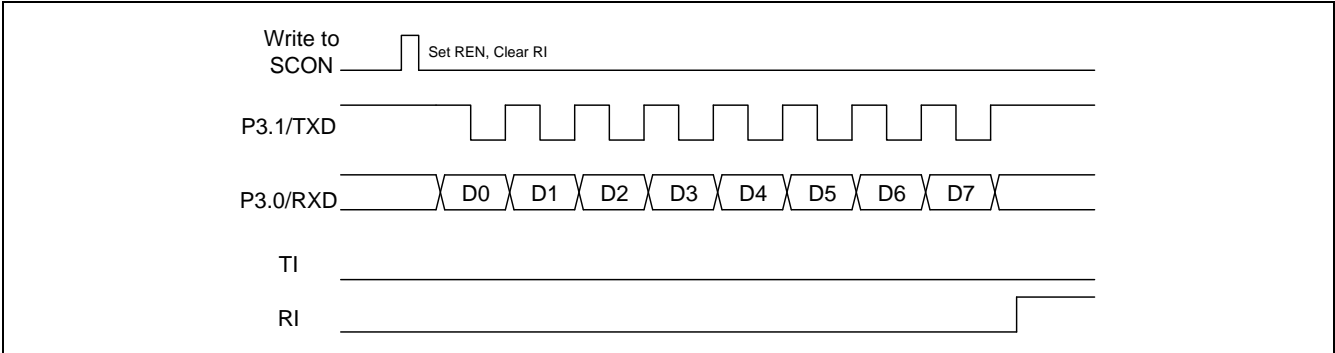 Write to
SCON
Set REN, Clear RI
P3.1/TXD
P3.0/RXD
D0 D1 D2 D3 D4 D5 D6 D7
TI
RI